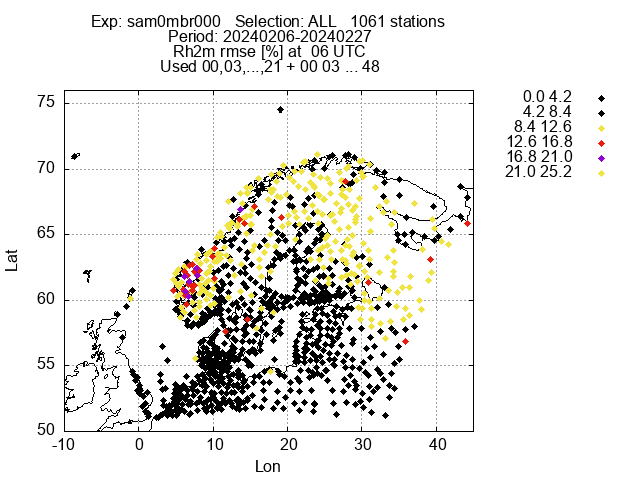 Exp: sam0mbr000 Selection: ALL 1061 stations
Period: 20240206-20240227
Rh2m rmse [%] at 06 UTC
Used 00,03,...,21 + 00 03 ... 48
0.0 4.2
4.2 8.4
8.4 12.6
12.6 16.8
16.8 21.0
21.0 25.2
75
70
65
60
55
50
Lat
-10 0 10 20 30 40
Lon